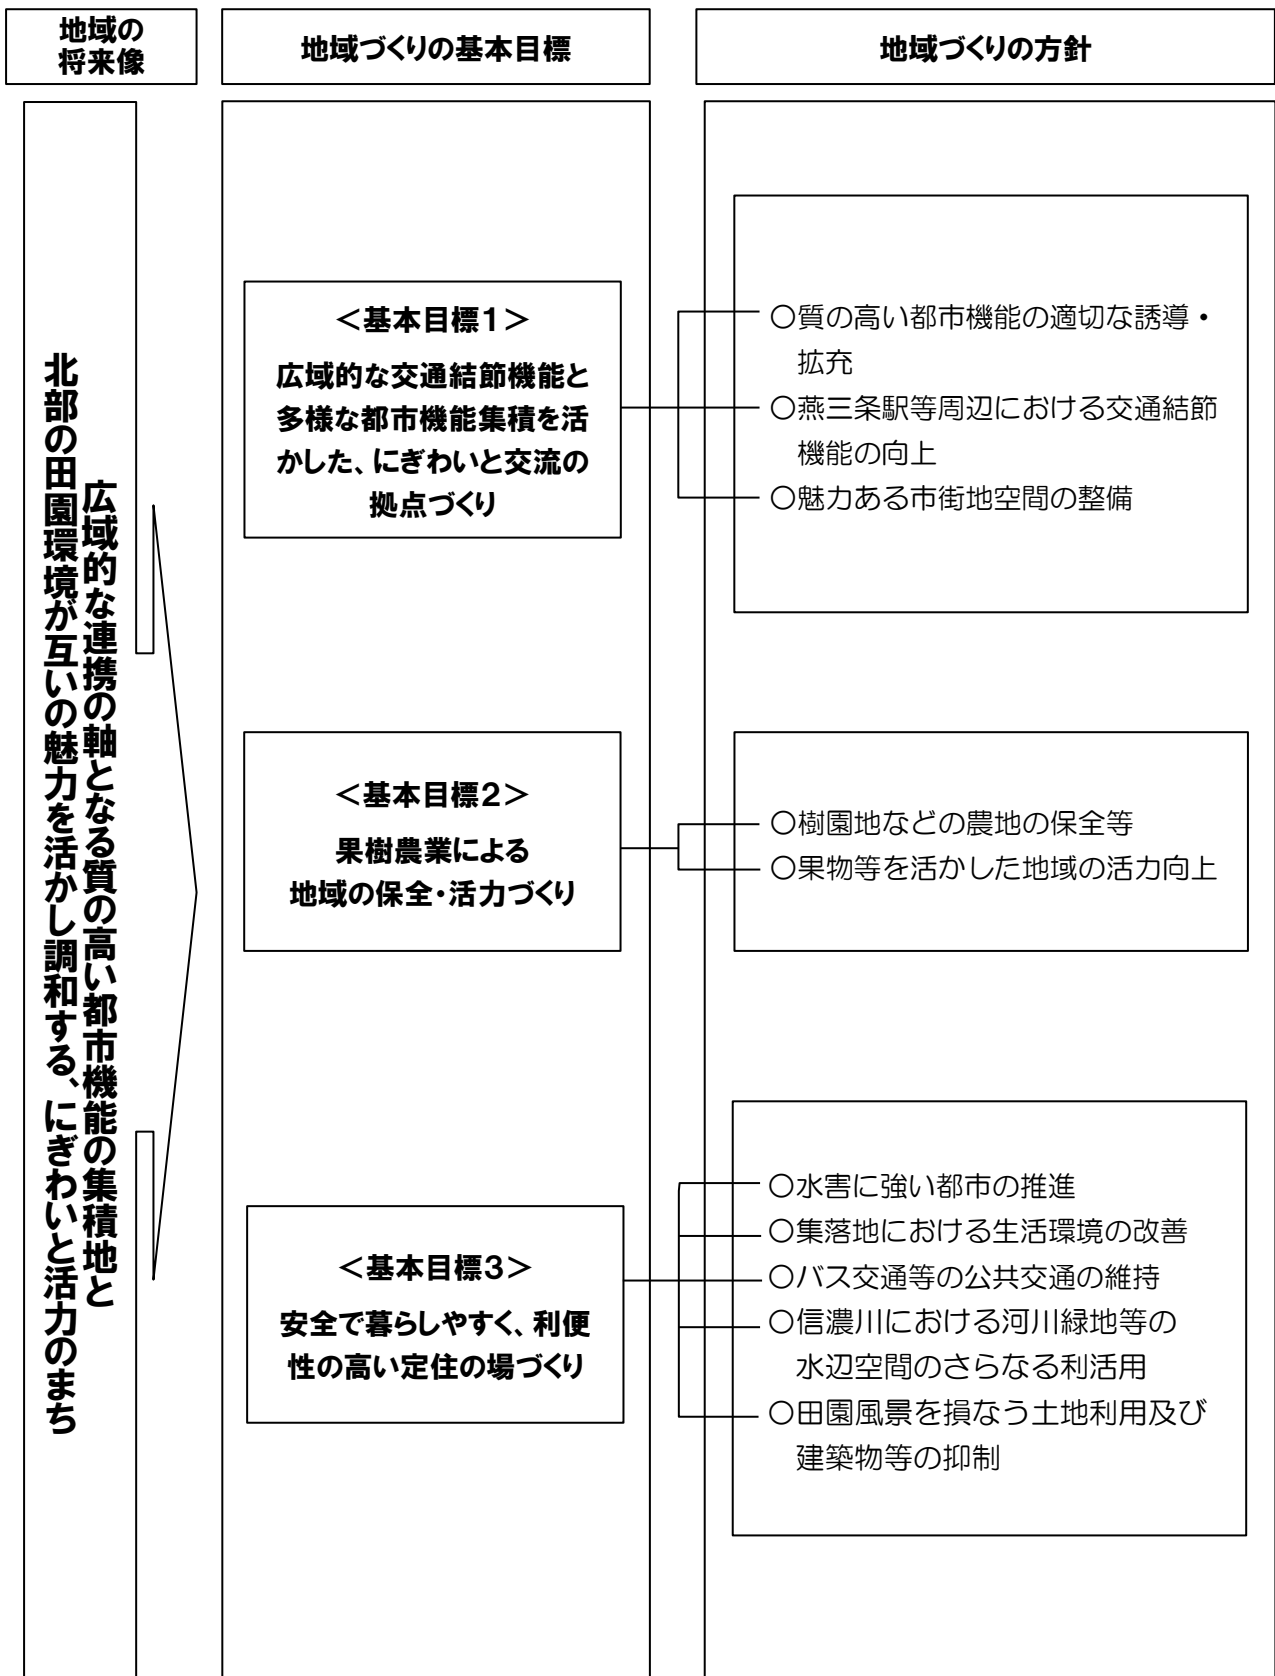 地域の
将来像
地域づくりの基本目標
地域づくりの方針
広域的な連携の軸となる質の高い都市機能の集積地と
北部の田園環境が互いの魅力を活かし調和する、にぎわいと活力のまち
＜基本目標１＞
広域的な交通結節機能と
多様な都市機能集積を活
かした、にぎわいと交流の
拠点づくり
○質の高い都市機能の適切な誘導・
拡充
○燕三条駅等周辺における交通結節
機能の向上
○魅力ある市街地空間の整備
＜基本目標２＞
果樹農業による
地域の保全・活力づくり
○樹園地などの農地の保全等
○果物等を活かした地域の活力向上
＜基本目標３＞
安全で暮らしやすく、利便
性の高い定住の場づくり
○水害に強い都市の推進
○集落地における生活環境の改善
○バス交通等の公共交通の維持
○信濃川における河川緑地等の
水辺空間のさらなる利活用
○田園風景を損なう土地利用及び
建築物等の抑制